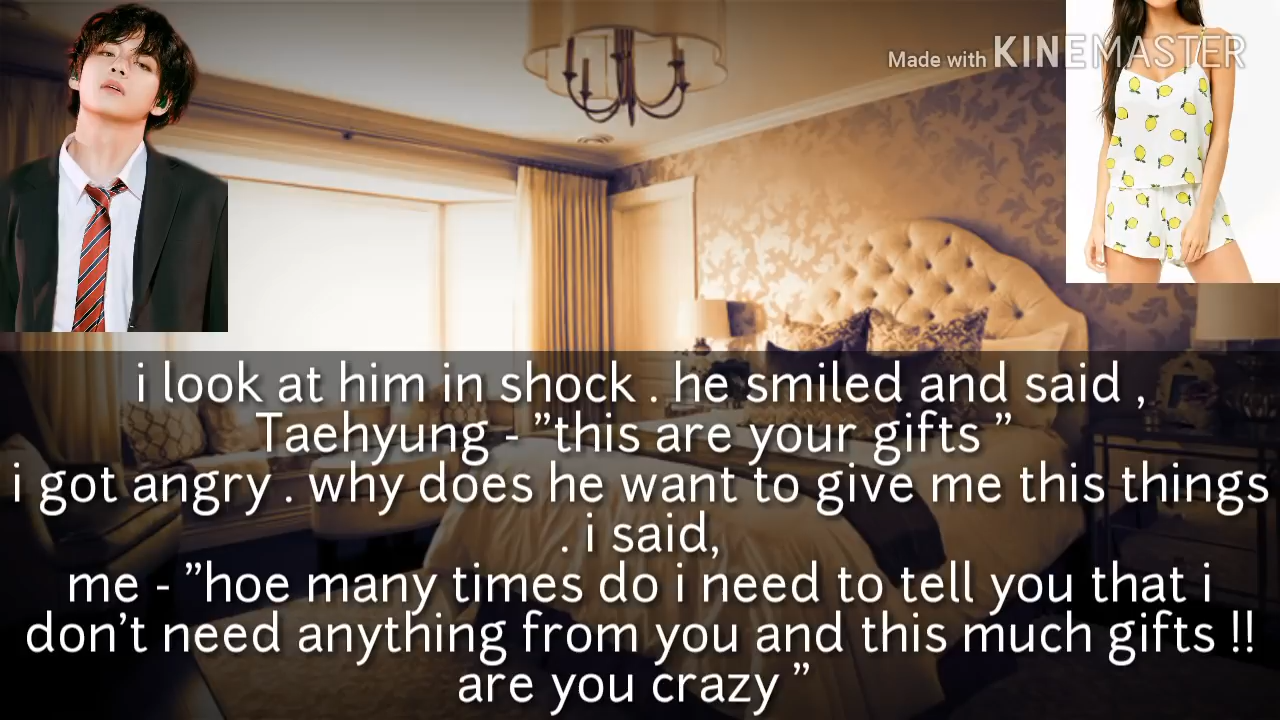 Made with KINEMASTER
i look at him in shock . he smiled and said ,
Taehyung - "this are your gifts "
i got angry . why does he want to give me this things
. i said,
me - "hoe many times do i need to tell you that i
don't need anything from you and this much gifts !!
are you crazy "